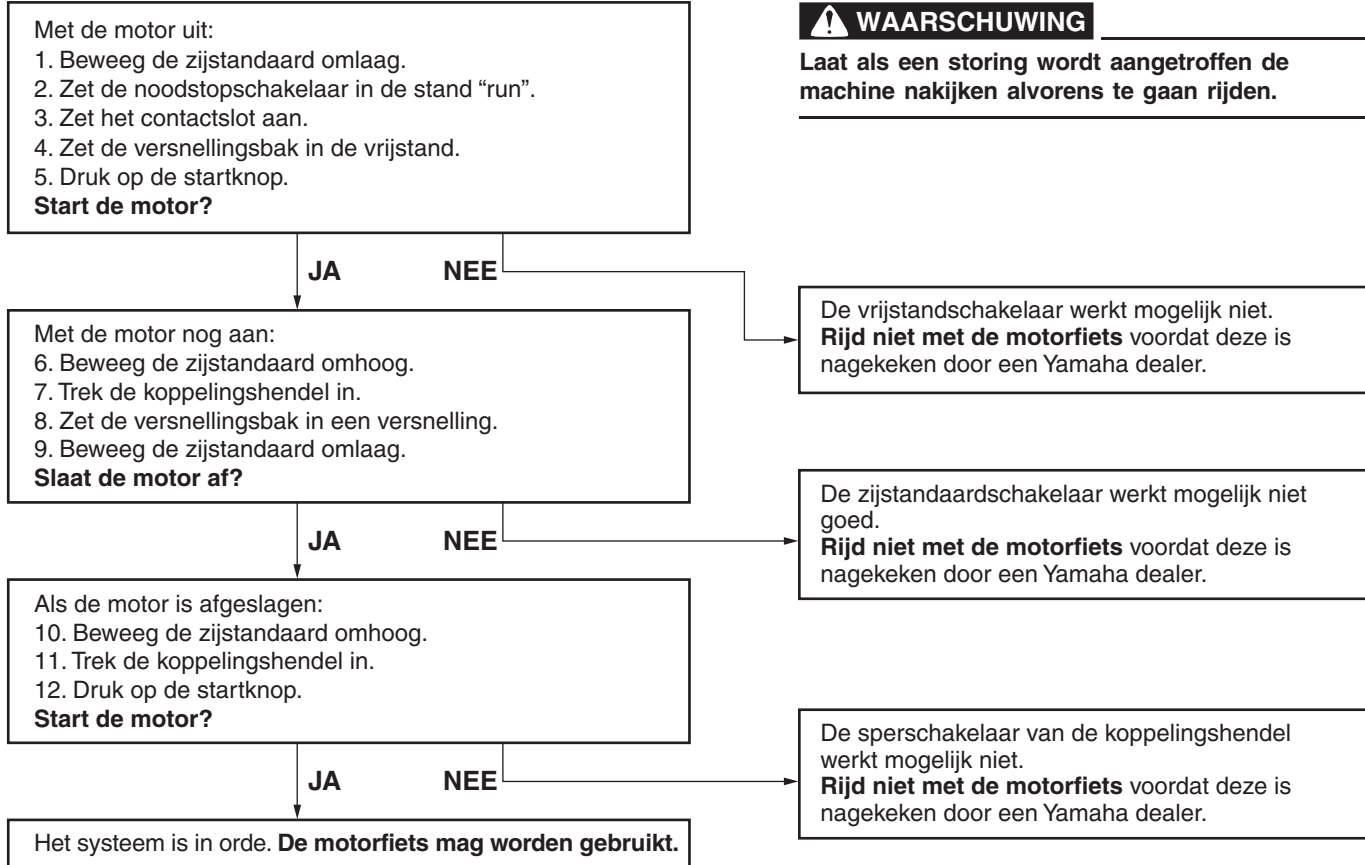 Met de motor uit:
1. Beweeg de zijstandaard omlaag.
2. Zet de noodstopschakelaar in de stand “run”.
3. Zet het contactslot aan.
4. Zet de versnellingsbak in de vrijstand.
5. Druk op de startknop.
Start de motor?
WAARSCHUWING
Laat als een storing wordt aangetroffen de
machine nakijken alvorens te gaan rijden.
JA
NEE
De vrijstandschakelaar werkt mogelijk niet.
Rijd niet met de motorfiets voordat deze is
nagekeken door een Yamaha dealer.
Met de motor nog aan:
6. Beweeg de zijstandaard omhoog.
7. Trek de koppelingshendel in.
8. Zet de versnellingsbak in een versnelling.
9. Beweeg de zijstandaard omlaag.
Slaat de motor af?
JA
NEE
De zijstandaardschakelaar werkt mogelijk niet
goed.
Rijd niet met de motorfiets voordat deze is
nagekeken door een Yamaha dealer.
Als de motor is afgeslagen:
10. Beweeg de zijstandaard omhoog.
11. Trek de koppelingshendel in.
12. Druk op de startknop.
Start de motor?
JA
NEE
De sperschakelaar van de koppelingshendel
werkt mogelijk niet.
Rijd niet met de motorfiets voordat deze is
nagekeken door een Yamaha dealer.
Het systeem is in orde. De motorfiets mag worden gebruikt.